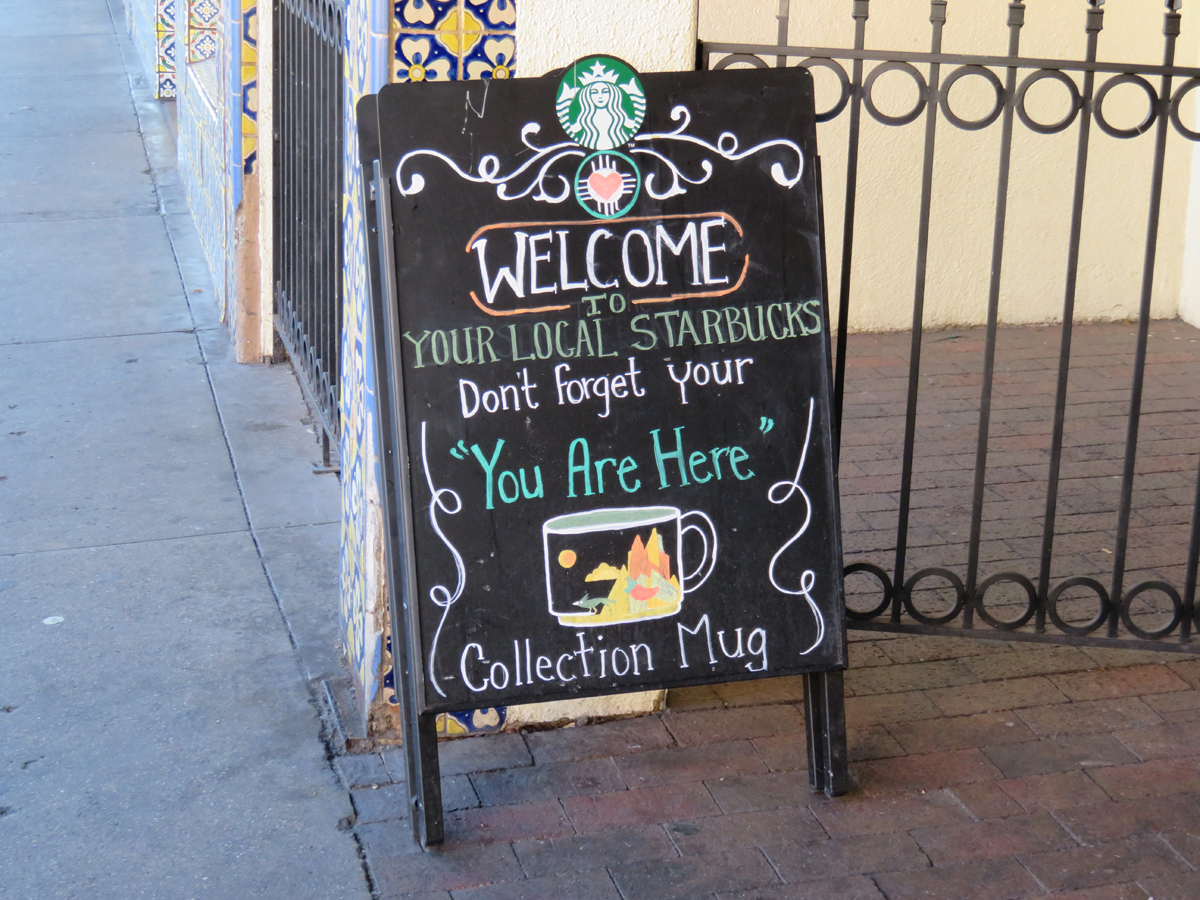 WELCOME
TO
YOUR LOCAL STARBUCKS
Don't forget your
"You Are Here"
Collection Mug